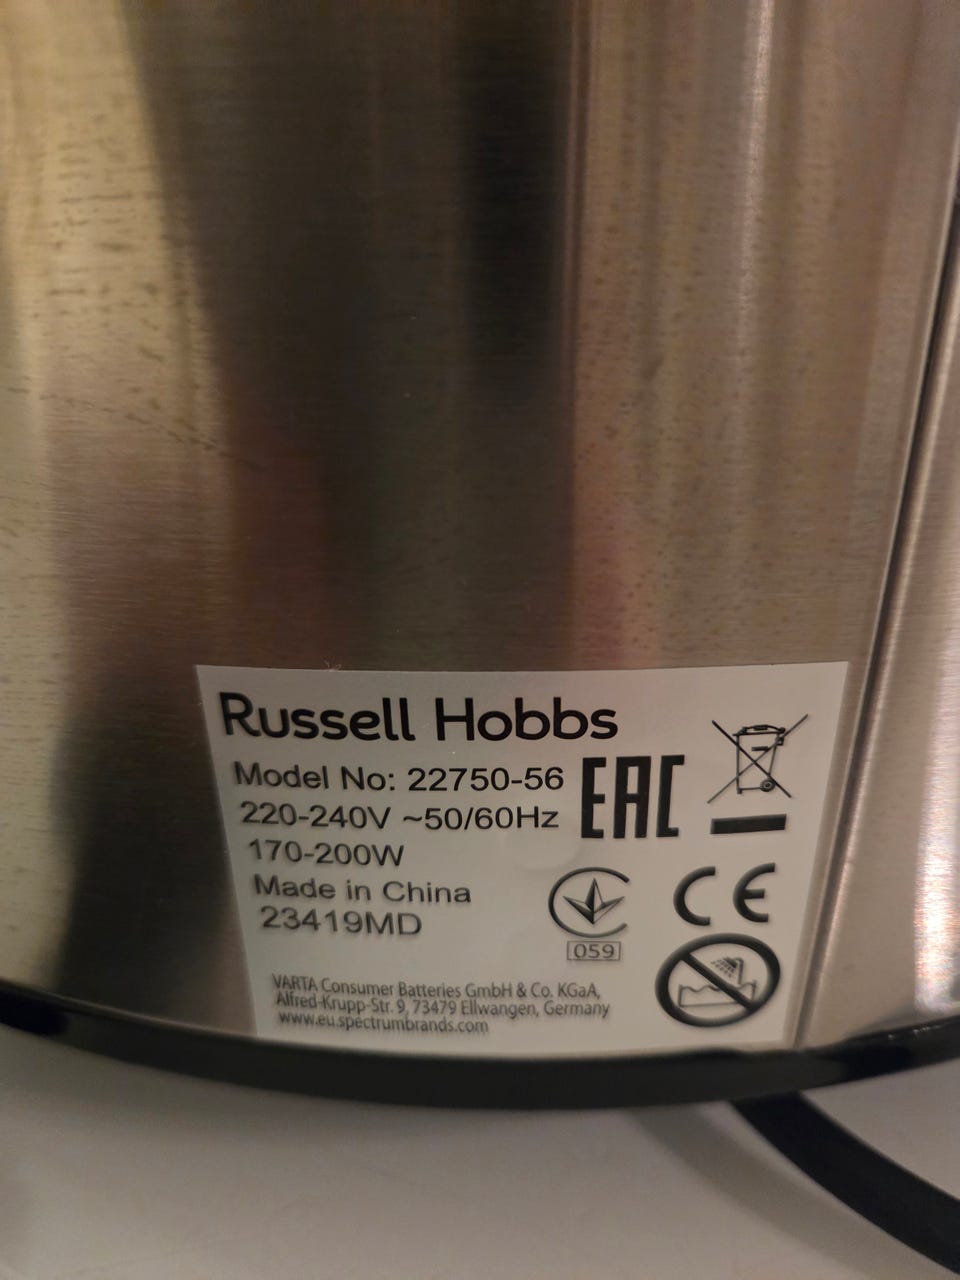 Russell Hobbs
Model No: 22750-56
220-240V ~50/60Hz
170-200W
Made in China
23419MD
EAC
CE
059
VARTA Consumer Batteries GmbH & Co. KGaA,
Alfred-Krupp-Str. 9, 73479 Ellwangen, Germany
www.eu.spectrumbrands.com